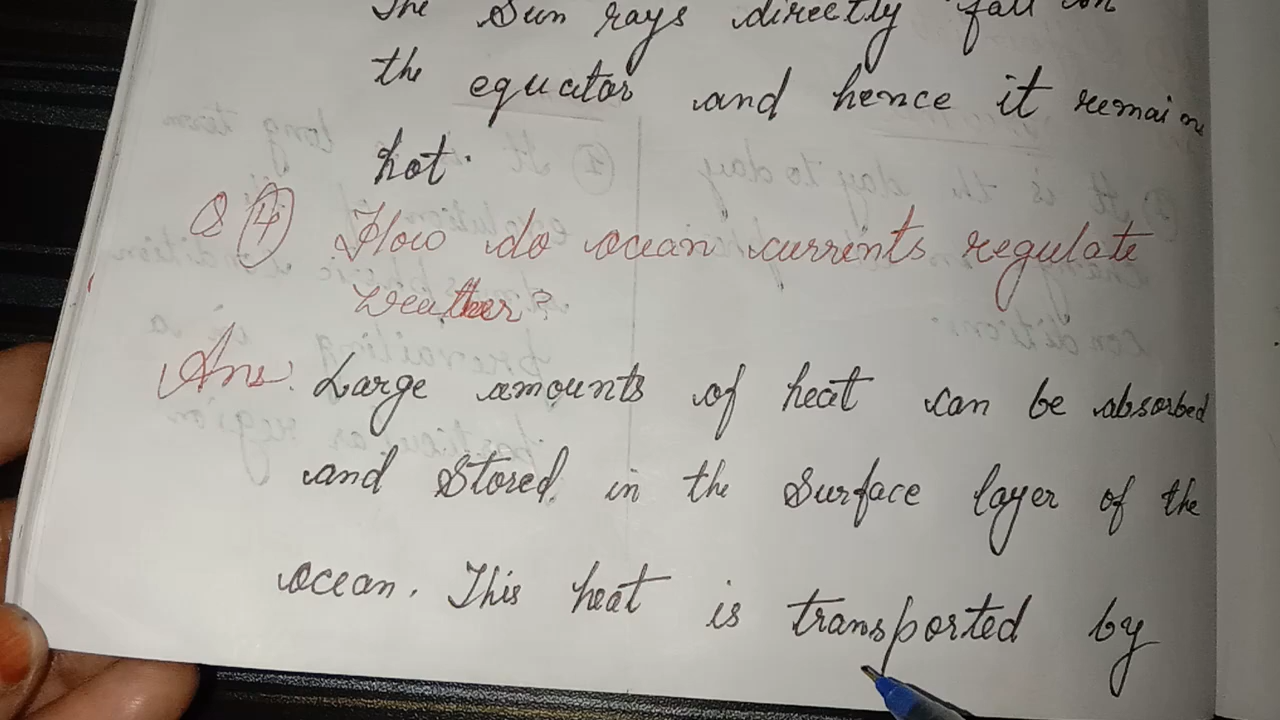 The Sun rays directly fall on
the equator and hence it remain
hot.
Q ④ How do ocean currents regulate
weather?
Ans. Large amounts of heat can be absorbed
and stored in the surface layer of the
ocean. This heat is transported by